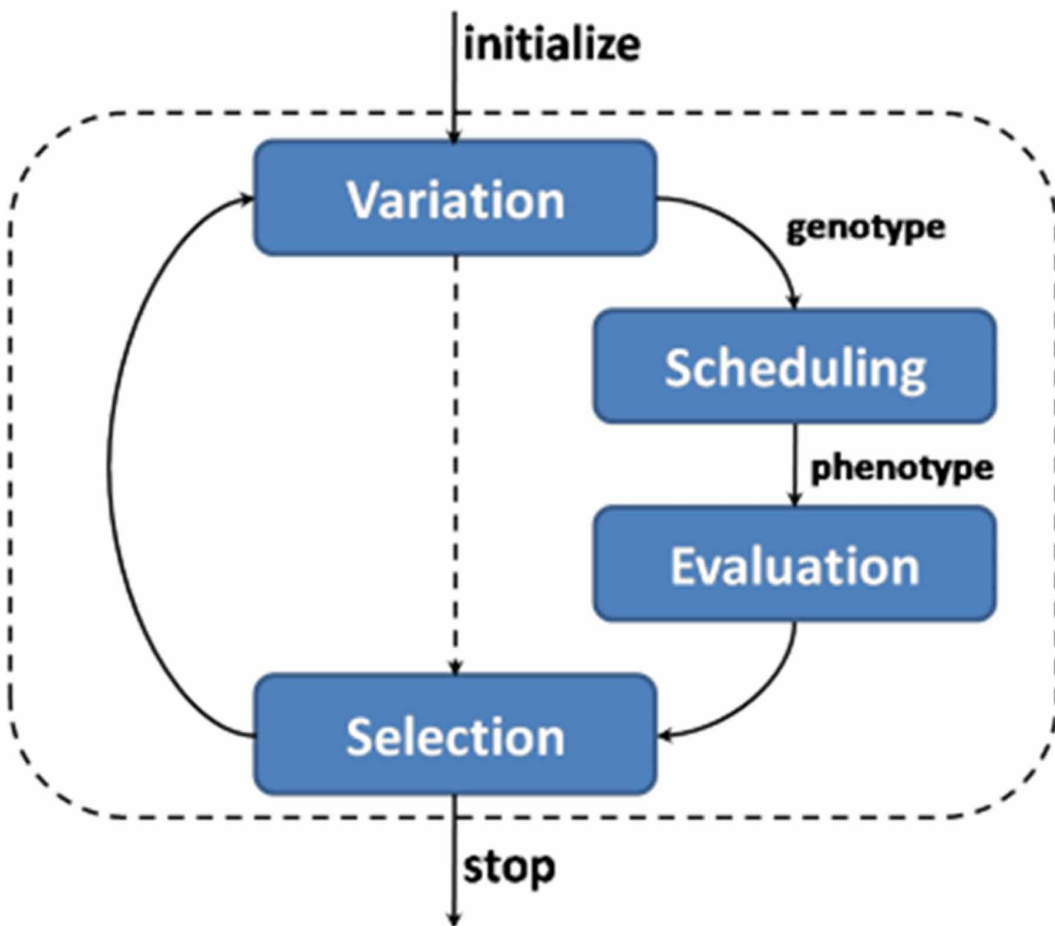 initialize
Variation
genotype
Scheduling
phenotype
Evaluation
Selection
stop